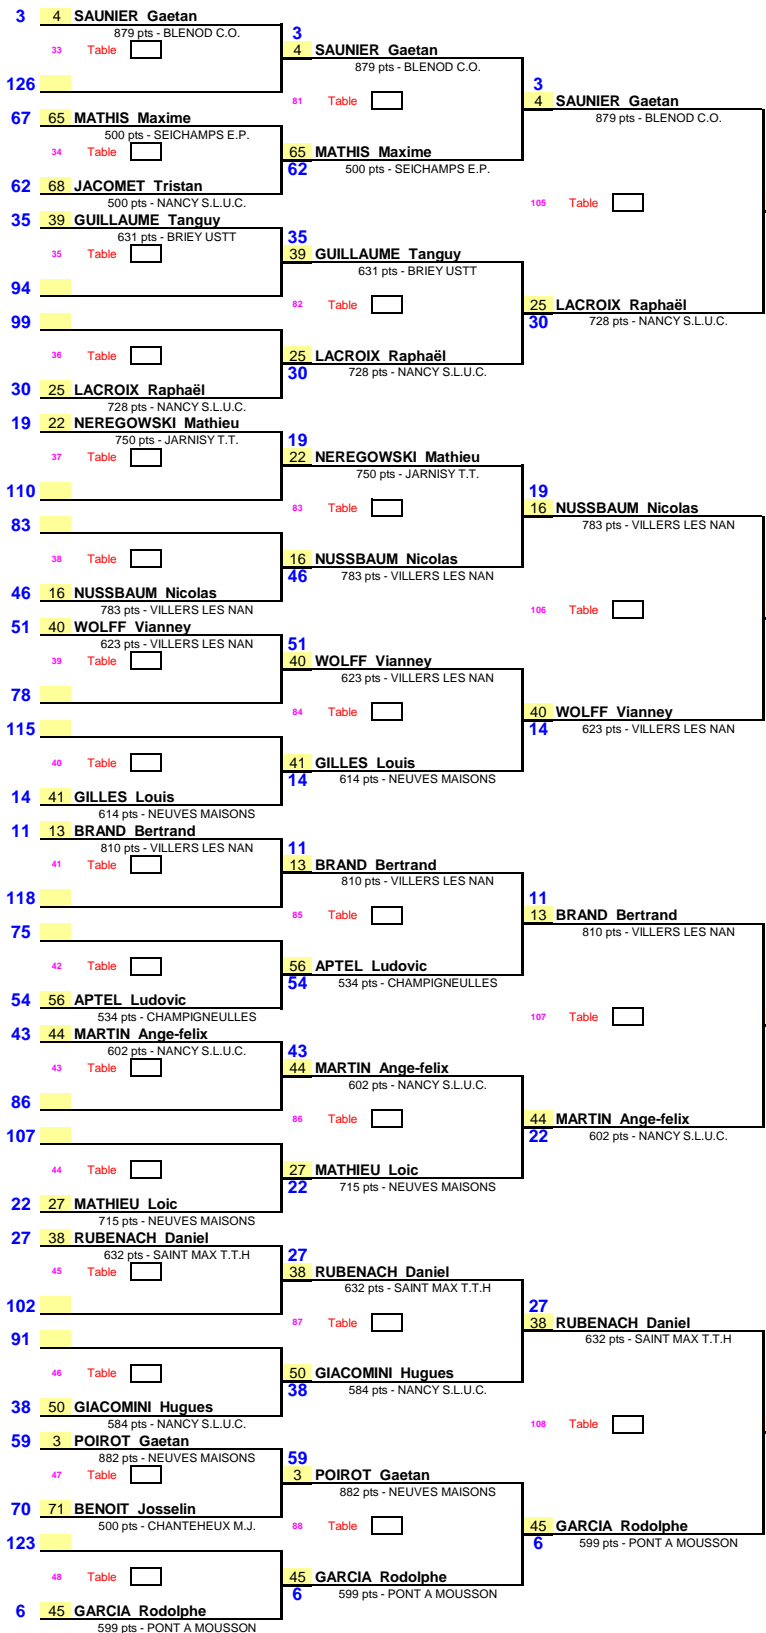 3 4 SAUNIER Gaetan
879 pts - BLENOD C.O.
33 Table
126
67 65 MATHIS Maxime
500 pts - SEICHAMPS E.P.
34 Table
62 68 JACOMET Tristan
500 pts - NANCY S.L.U.C.
35 39 GUILLAUME Tanguy
631 pts - BRIEY USTT
35 Table
94
99
36 Table
30 25 LACROIX Raphaël
728 pts - NANCY S.L.U.C.
19 22 NEREGOWSKI Mathieu
750 pts - JARNISY T.T.
37 Table
110
83
38 Table
46 16 NUSSBAUM Nicolas
783 pts - VILLERS LES NAN
51 40 WOLFF Vianney
623 pts - VILLERS LES NAN
39 Table
78
115
40 Table
14 41 GILLES Louis
614 pts - NEUVES MAISONS
11 13 BRAND Bertrand
810 pts - VILLERS LES NAN
41 Table
118
75
42 Table
54 56 APTEL Ludovic
534 pts - CHAMPIGNEULLES
43 44 MARTIN Ange-felix
602 pts - NANCY S.L.U.C.
43 Table
86
107
44 Table
22 27 MATHIEU Loic
715 pts - NEUVES MAISONS
27 38 RUBENACH Daniel
632 pts - SAINT MAX T.T.H
45 Table
102
91
46 Table
38 50 GIACOMINI Hugues
584 pts - NANCY S.L.U.C.
59 3 POIROT Gaetan
882 pts - NEUVES MAISONS
47 Table
70 71 BENOIT Josselin
500 pts - CHANTEHEUX M.J.
123
48 Table
6 45 GARCIA Rodolphe
599 pts - PONT A MOUSSON
3
4 SAUNIER Gaetan
879 pts - BLENOD C.O.
81 Table
65 MATHIS Maxime
62 500 pts - SEICHAMPS E.P.
35
39 GUILLAUME Tanguy
631 pts - BRIEY USTT
82 Table
25 LACROIX Raphaël
30 728 pts - NANCY S.L.U.C.
19
22 NEREGOWSKI Mathieu
750 pts - JARNISY T.T.
83 Table
16 NUSSBAUM Nicolas
46 783 pts - VILLERS LES NAN
51
40 WOLFF Vianney
623 pts - VILLERS LES NAN
84 Table
41 GILLES Louis
14 614 pts - NEUVES MAISONS
11
13 BRAND Bertrand
810 pts - VILLERS LES NAN
85 Table
56 APTEL Ludovic
54 534 pts - CHAMPIGNEULLES
43
44 MARTIN Ange-felix
602 pts - NANCY S.L.U.C.
86 Table
27 MATHIEU Loic
22 715 pts - NEUVES MAISONS
27
38 RUBENACH Daniel
632 pts - SAINT MAX T.T.H
87 Table
50 GIACOMINI Hugues
38 584 pts - NANCY S.L.U.C.
59
3 POIROT Gaetan
882 pts - NEUVES MAISONS
88 Table
45 GARCIA Rodolphe
6 599 pts - PONT A MOUSSON
3
4 SAUNIER Gaetan
879 pts - BLENOD C.O.
105 Table
25 LACROIX Raphaël
30 728 pts - NANCY S.L.U.C.
19
16 NUSSBAUM Nicolas
783 pts - VILLERS LES NAN
106 Table
40 WOLFF Vianney
14 623 pts - VILLERS LES NAN
11
13 BRAND Bertrand
810 pts - VILLERS LES NAN
107 Table
44 MARTIN Ange-felix
22 602 pts - NANCY S.L.U.C.
27
38 RUBENACH Daniel
632 pts - SAINT MAX T.T.H
108 Table
45 GARCIA Rodolphe
6 599 pts - PONT A MOUSSON